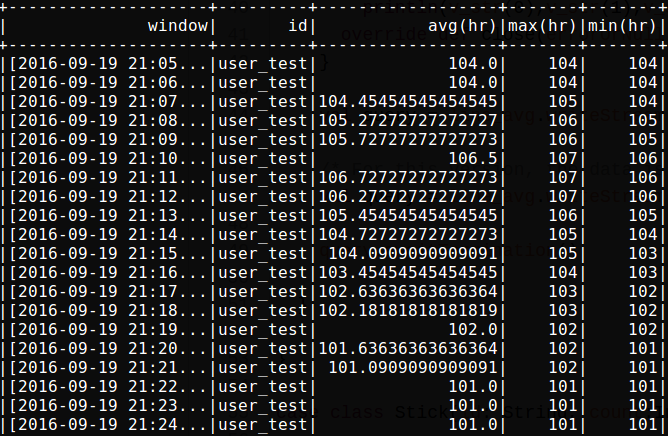 +--------------------+---------+------------------+-------+-------+
|              window|       id|           avg(hr)|max(hr)|min(hr)|
+--------------------+---------+------------------+-------+-------+
|[2016-09-19 21:05...|user_test|             104.0|    104|    104|
|[2016-09-19 21:06...|user_test|             104.0|    104|    104|
|[2016-09-19 21:07...|user_test|104.45454545454545|    105|    104|
|[2016-09-19 21:08...|user_test|105.27272727272727|    106|    105|
|[2016-09-19 21:09...|user_test|105.72727272727273|    106|    105|
|[2016-09-19 21:10...|user_test|             106.5|    107|    106|
|[2016-09-19 21:11...|user_test|106.72727272727273|    107|    106|
|[2016-09-19 21:12...|user_test|106.27272727272727|    107|    106|
|[2016-09-19 21:13...|user_test|105.45454545454545|    106|    105|
|[2016-09-19 21:14...|user_test|104.72727272727273|    105|    104|
|[2016-09-19 21:15...|user_test| 104.0909090909091|    105|    103|
|[2016-09-19 21:16...|user_test|103.45454545454545|    104|    103|
|[2016-09-19 21:17...|user_test|102.63636363636364|    103|    102|
|[2016-09-19 21:18...|user_test|102.18181818181819|    103|    102|
|[2016-09-19 21:19...|user_test|             102.0|    102|    102|
|[2016-09-19 21:20...|user_test|101.63636363636364|    102|    101|
|[2016-09-19 21:21...|user_test| 101.0909090909091|    102|    101|
|[2016-09-19 21:22...|user_test|             101.0|    101|    101|
|[2016-09-19 21:23...|user_test|             101.0|    101|    101|
|[2016-09-19 21:24...|user_test|             101.0|    101|    101|